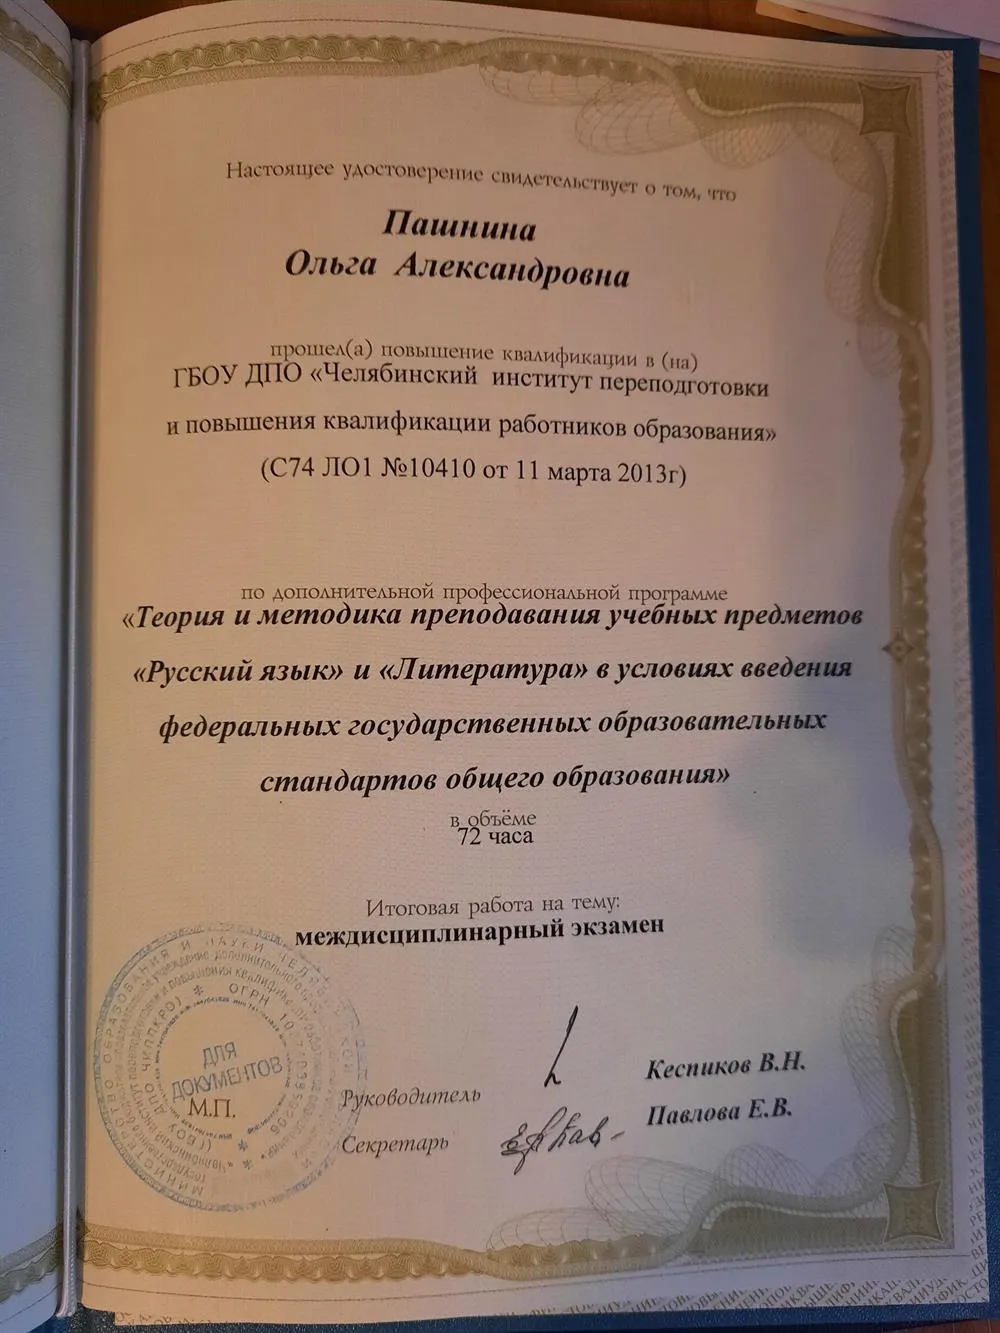 Настоящее удостоверение свидетельствует о том, что
Пашнина
Ольга Александровна
прошел(а) повышение квалификации в (на)
ГБОУ ДПО «Челябинский институт переподготовки
и повышения квалификации работников образования»
(С74 ЛО1 №10410 от 11 марта 2013г)
по дополнительной профессиональной программе
«Теория и методика преподавания учебных предметов
«Русский язык» и «Литература» в условиях введения
федеральных государственных образовательных
стандартов общего образования»
в объёме
72 часа
Итоговая работа на тему:
междисциплинарный экзамен
ДЛЯ
ДОКУМЕНТОВ
М.П.
Руководитель
Кеспиков В.Н.
Секретарь
Павлова Е.В.